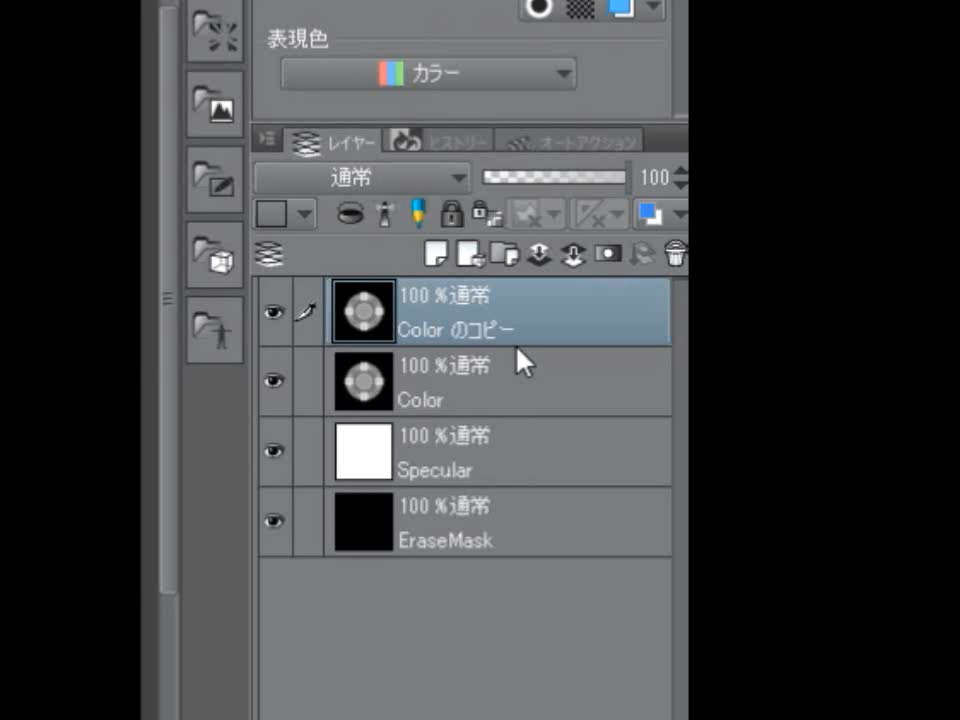 表現色
カラー
レイヤー ヒストリー オートアクション
通常 100
100 %通常
Color のコピー
100 %通常
Color
100 %通常
Specular
100 %通常
EraseMask